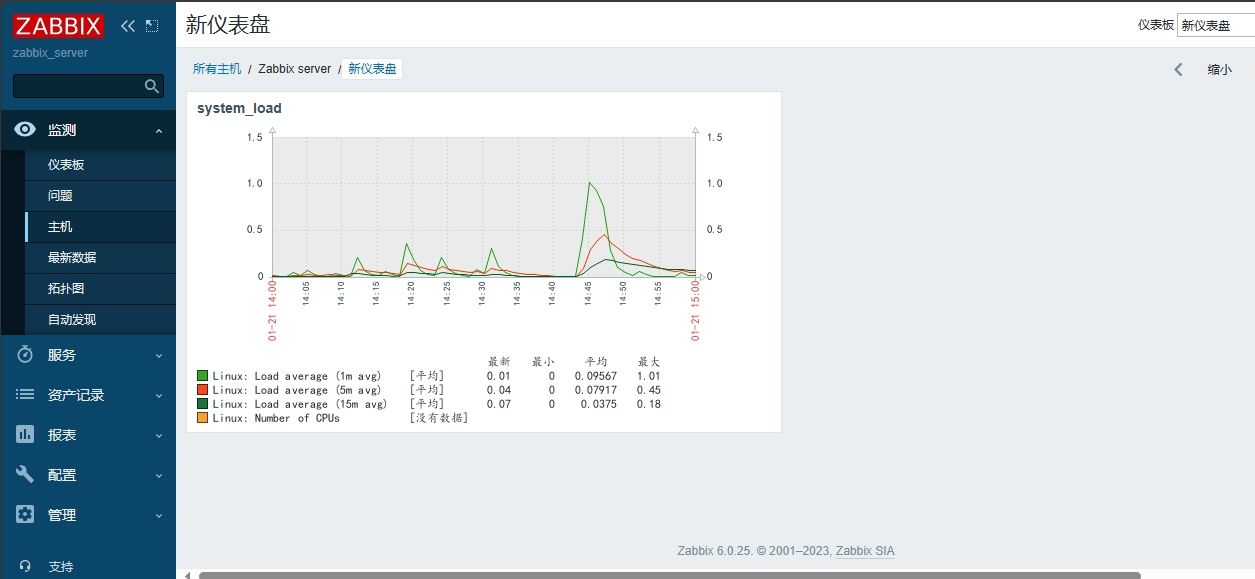 ZABBIX
zabbix_server
监测
仪表板
问题
主机
最新数据
拓扑图
自动发现
服务
资产记录
报表
配置
管理
支持
新仪表盘
仪表板 新仪表盘
所有主机 / Zabbix server / 新仪表盘
缩小
system_load
1.5 1.5
1.0 1.0
0.5 0.5
0 0
01-21 14:00 14:05 14:10 14:15 14:20 14:25 14:30 14:35 14:40 14:45 14:50 14:55 01-21 15:00
最新 最小 平均 最大
Linux: Load average (1m avg) [平均] 0.01 0 0.09567 1.01
Linux: Load average (5m avg) [平均] 0.04 0 0.07917 0.45
Linux: Load average (15m avg) [平均] 0.07 0 0.0375 0.18
Linux: Number of CPUs [没有数据]
Zabbix 6.0.25. © 2001–2023, Zabbix SIA